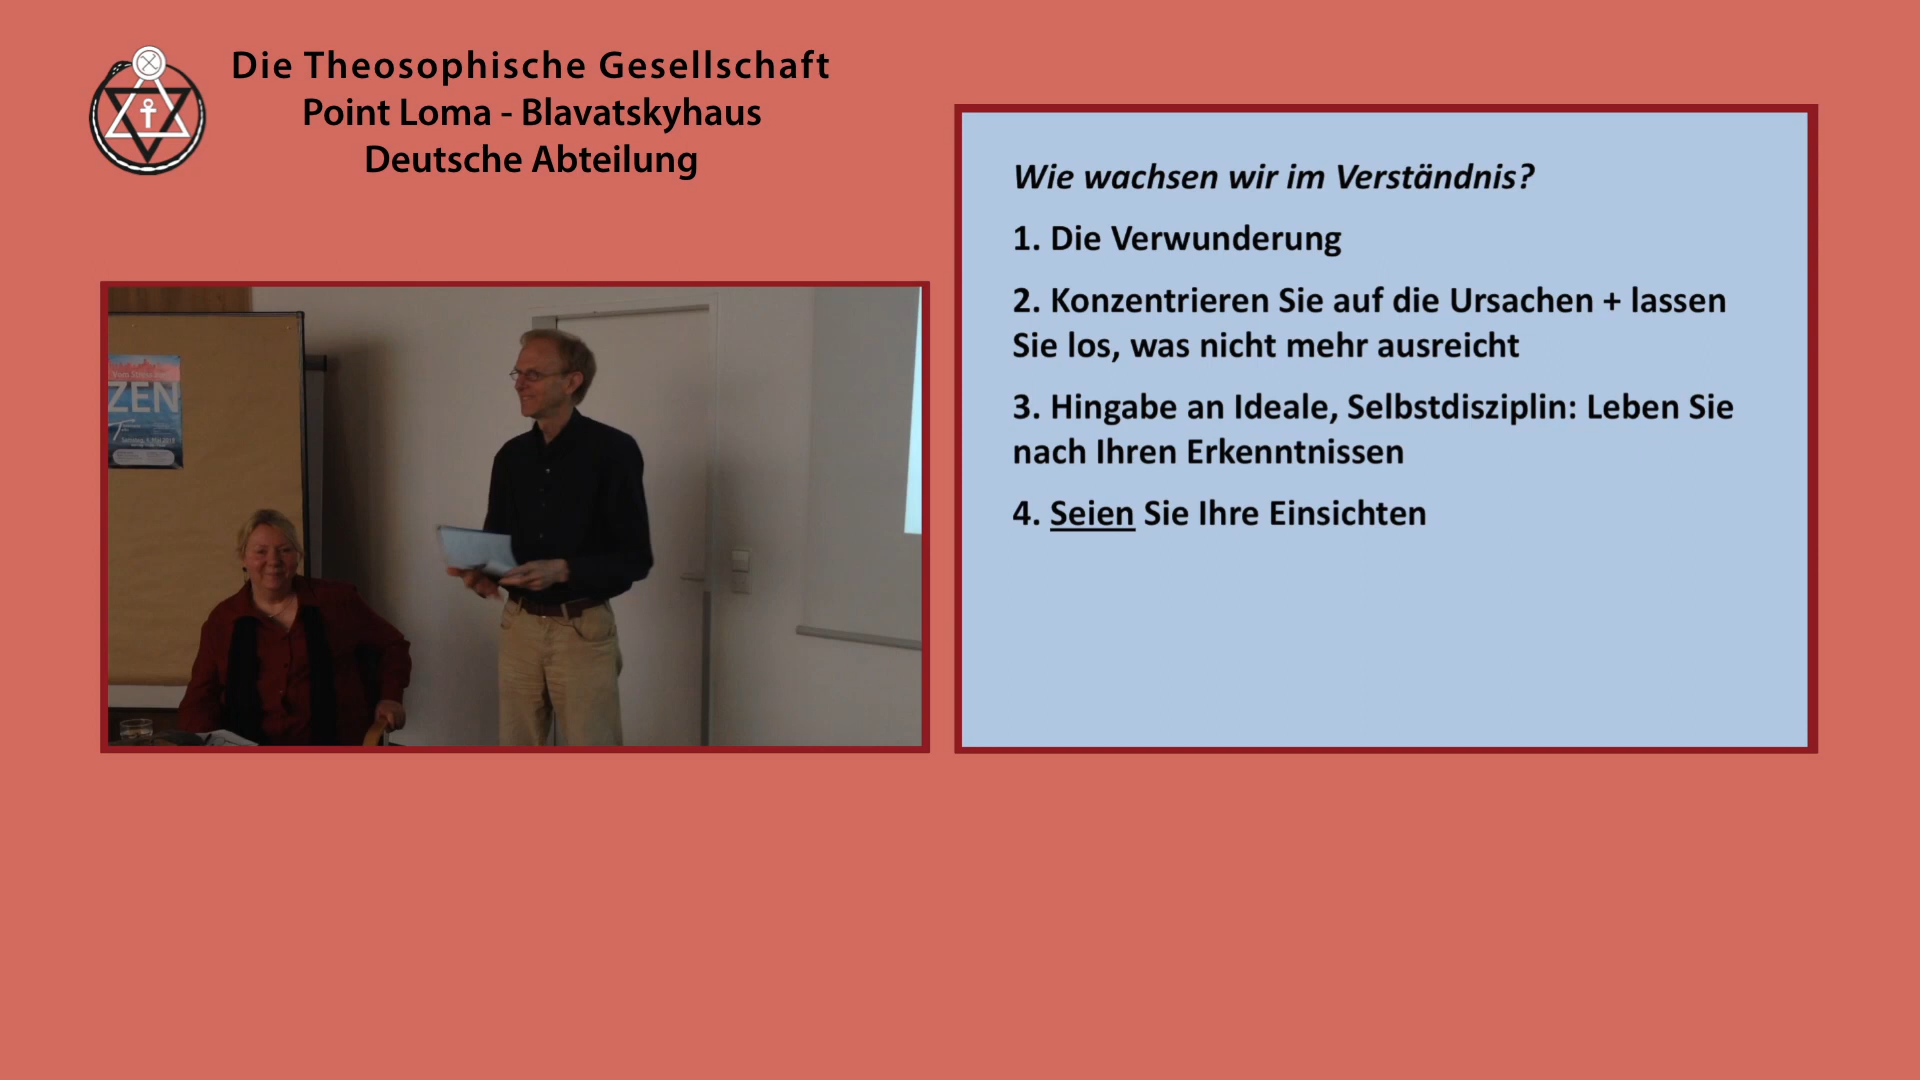 Die Theosophische Gesellschaft
Point Loma - Blavatskyhaus
Deutsche Abteilung
Wie wachsen wir im Verständnis?
1. Die Verwunderung
2. Konzentrieren Sie auf die Ursachen + lassen
Sie los, was nicht mehr ausreicht
3. Hingabe an Ideale, Selbstdisziplin: Leben Sie
nach Ihren Erkenntnissen
4. Seien Sie Ihre Einsichten
ZEN